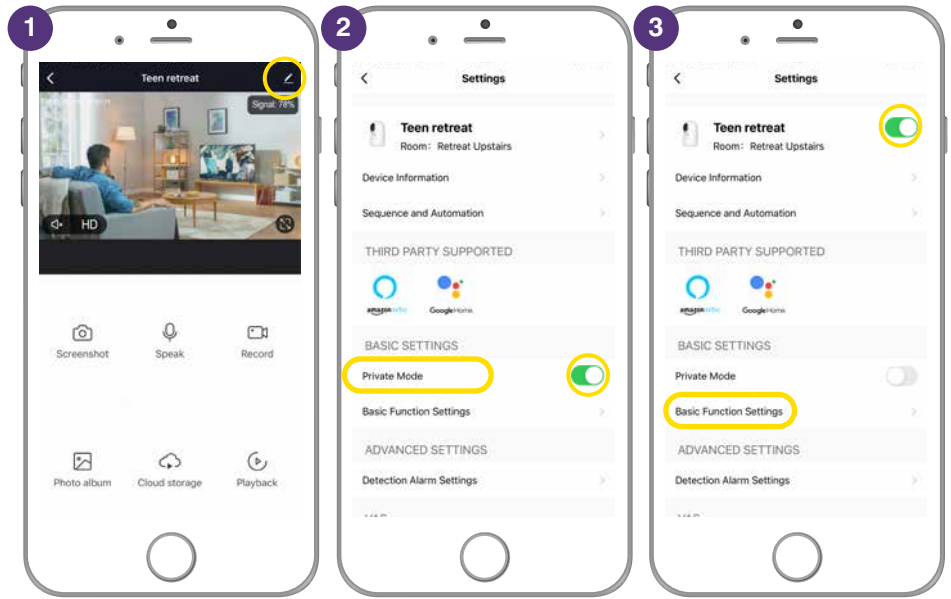 1
Teen retreat
Signal: 78%
HD
Screenshot
Speak
Record
Photo album
Cloud storage
Playback
2
Settings
Teen retreat
Room: Retreat Upstairs
Device Information
Sequence and Automation
THIRD PARTY SUPPORTED
amazon echo
Google Home
BASIC SETTINGS
Private Mode
Basic Function Settings
ADVANCED SETTINGS
Detection Alarm Settings
3
Settings
Teen retreat
Room: Retreat Upstairs
Device Information
Sequence and Automation
THIRD PARTY SUPPORTED
amazon echo
Google Home
BASIC SETTINGS
Private Mode
Basic Function Settings
ADVANCED SETTINGS
Detection Alarm Settings